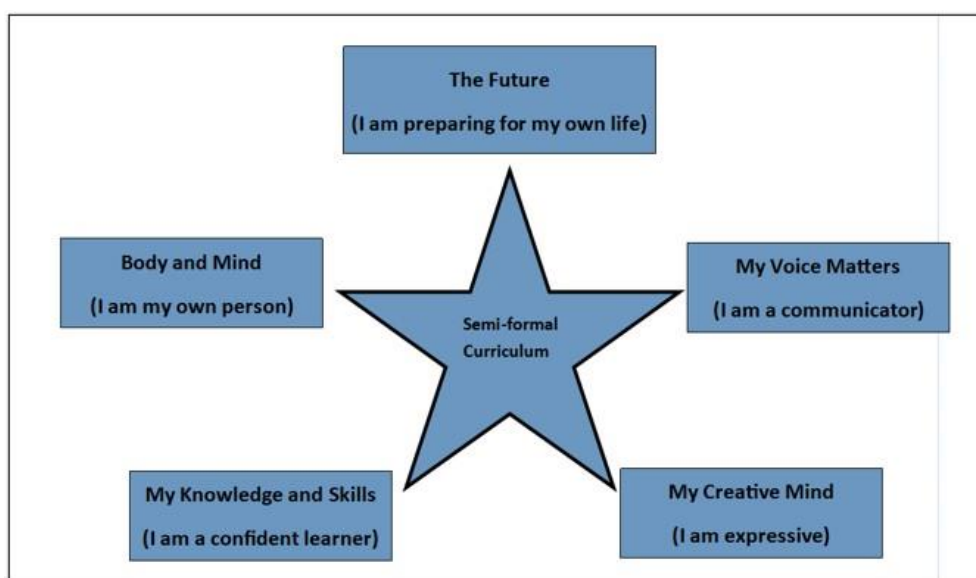 The Future
(I am preparing for my own life)
Body and Mind
(I am my own person)
My Voice Matters
(I am a communicator)
Semi-formal
Curriculum
My Knowledge and Skills
(I am a confident learner)
My Creative Mind
(I am expressive)